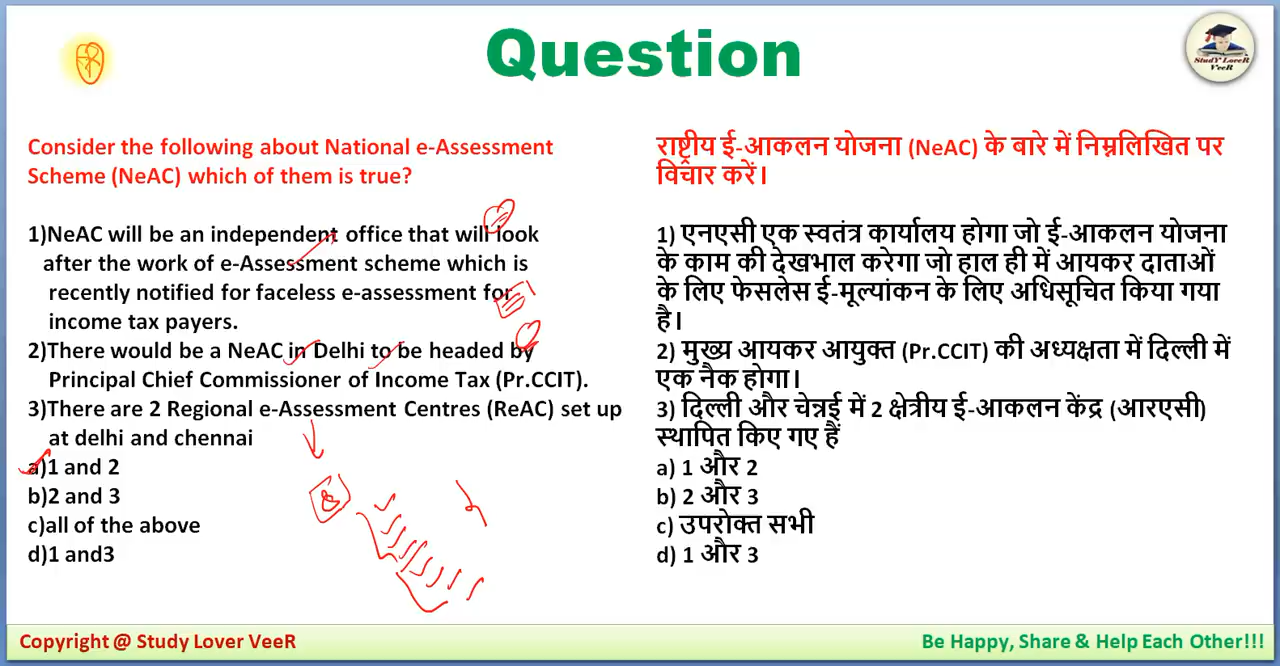 Question
StudY LoveR
VeeR
Consider the following about National e-Assessment
Scheme (NeAC) which of them is true?
1)NeAC will be an independent office that will look
after the work of e-Assessment scheme which is
recently notified for faceless e-assessment for
income tax payers.
2)There would be a NeAC in Delhi to be headed by
Principal Chief Commissioner of Income Tax (Pr.CCIT).
3)There are 2 Regional e-Assessment Centres (ReAC) set up
at delhi and chennai
a)1 and 2
b)2 and 3
c)all of the above
d)1 and3
राष्ट्रीय ई-आकलन योजना (NeAC) के बारे में निम्नलिखित पर
विचार करें।
1) एनएसी एक स्वतंत्र कार्यालय होगा जो ई-आकलन योजना
के काम की देखभाल करेगा जो हाल ही में आयकर दाताओं
के लिए फेसलेस ई-मूल्यांकन के लिए अधिसूचित किया गया
है।
2) मुख्य आयकर आयुक्त (Pr.CCIT) की अध्यक्षता में दिल्ली में
एक नैक होगा।
3) दिल्ली और चेन्नई में 2 क्षेत्रीय ई-आकलन केंद्र (आरएसी)
स्थापित किए गए हैं
a) 1 और 2
b) 2 और 3
c) उपरोक्त सभी
d) 1 और 3
Copyright @ Study Lover VeeR
Be Happy, Share & Help Each Other!!!